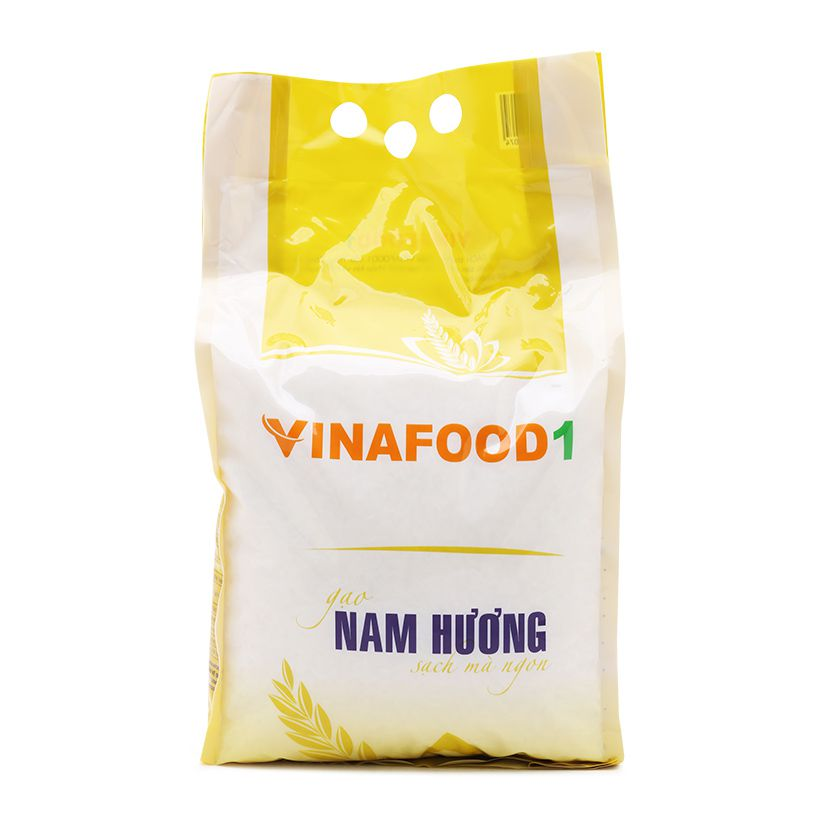 VINAFOOD1
gạo
NAM HƯƠNG
sạch mà ngon